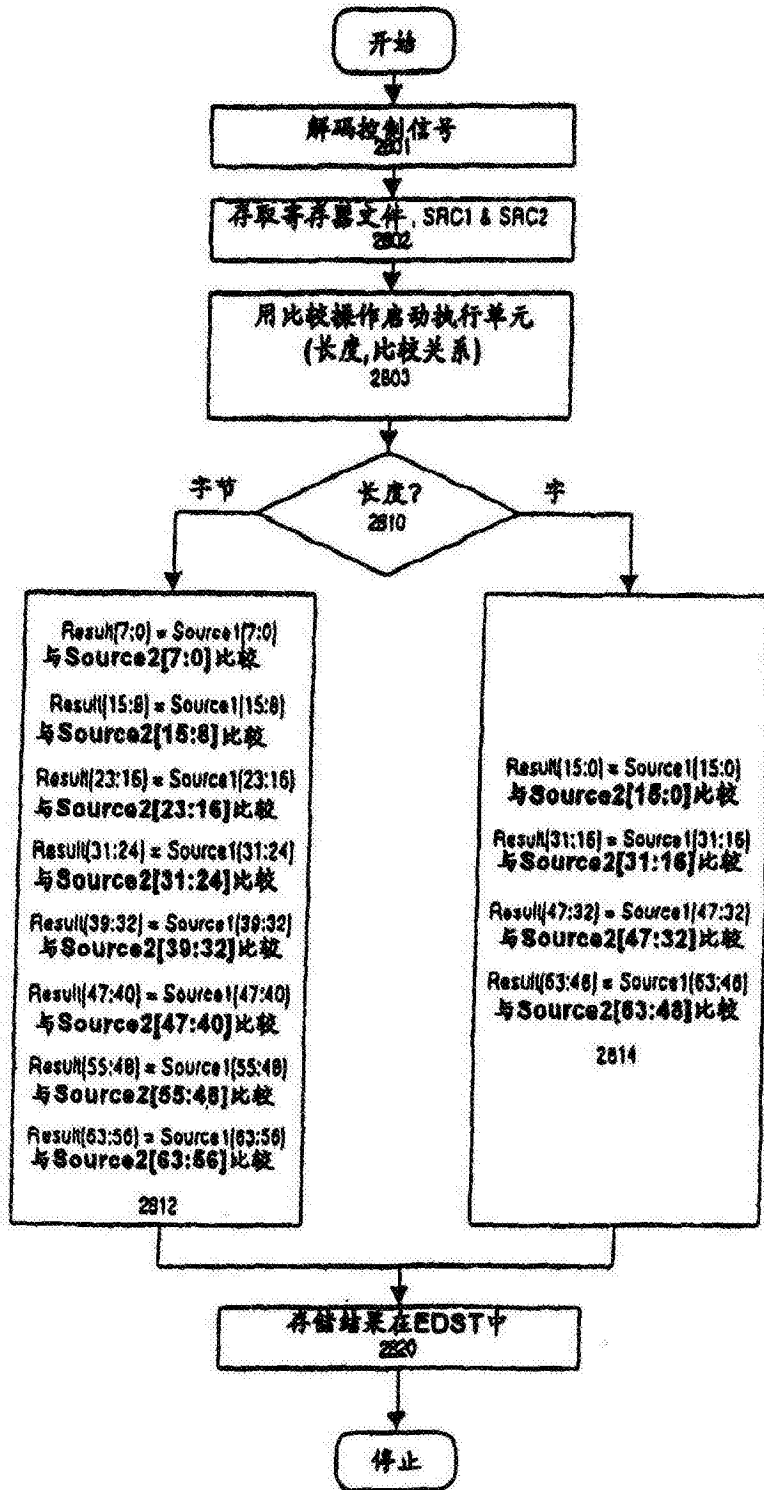 开始
解码控制信号
2801
存取寄存器文件, SRC1 & SRC2
2802
用比较操作启动执行单元
(长度,比较关系)
2803
字节
长度?
字
2810
Result(7:0) = Source1(7:0)
与Source2[7:0]比较
Result(15:8) = Source1(15:8)
与Source2[15:8]比较
Result(23:16) = Source1(23:16)
与Source2[23:16]比较
Result(31:24) = Source1(31:24)
与Source2[31:24]比较
Result(39:32) = Source1(39:32)
与Source2[39:32]比较
Result(47:40) = Source1(47:40)
与Source2[47:40]比较
Result(55:48) = Source1(55:48)
与Source2[55:48]比较
Result(63:56) = Source1(63:56)
与Source2[63:56]比较
2812
Result(15:0) = Source1(15:0)
与Source2[15:0]比较
Result(31:16) = Source1(31:16)
与Source2[31:16]比较
Result(47:32) = Source1(47:32)
与Source2[47:32]比较
Result(63:48) = Source1(63:48)
与Source2[63:48]比较
2814
存储结果在EDST中
2820
停止